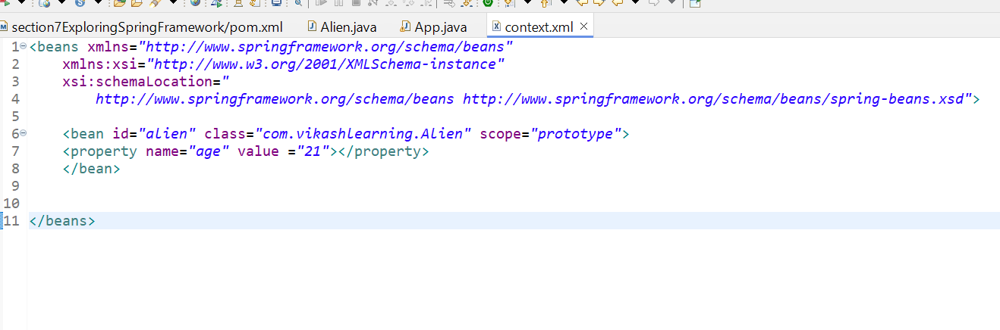 section7ExploringSpringFramework/pom.xml Alien.java App.java context.xml
1 <beans xmlns="http://www.springframework.org/schema/beans"
2 xmlns:xsi="http://www.w3.org/2001/XMLSchema-instance"
3 xsi:schemaLocation="
4 http://www.springframework.org/schema/beans http://www.springframework.org/schema/beans/spring-beans.xsd">
5
6 <bean id="alien" class="com.vikashlearning.Alien" scope="prototype">
7 <property name="age" value ="21"></property>
8 </bean>
9
10
11 </beans>